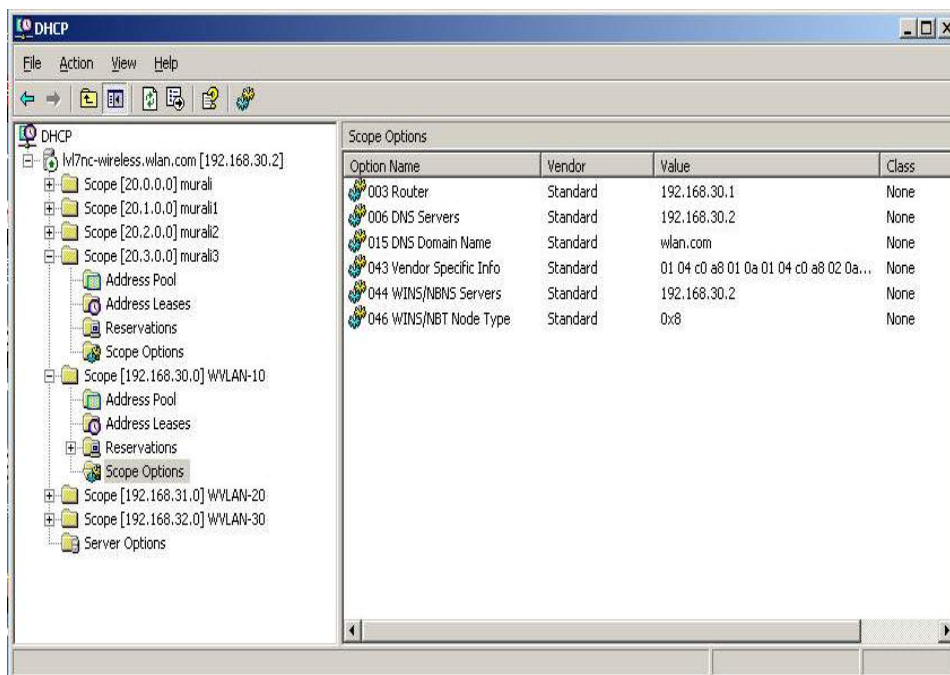 DHCP
File Action View Help
DHCP
lvl7nc-wireless.wlan.com [192.168.30.2]
Scope [20.0.0.0] murali
Scope [20.1.0.0] murali1
Scope [20.2.0.0] murali2
Scope [20.3.0.0] murali3
Address Pool
Address Leases
Reservations
Scope Options
Scope [192.168.30.0] WVLAN-10
Address Pool
Address Leases
Reservations
Scope Options
Scope [192.168.31.0] WVLAN-20
Scope [192.168.32.0] WVLAN-30
Server Options
Scope Options
Option Name Vendor Value Class
003 Router Standard 192.168.30.1 None
006 DNS Servers Standard 192.168.30.2 None
015 DNS Domain Name Standard wlan.com None
043 Vendor Specific Info Standard 01 04 c0 a8 01 0a 01 04 c0 a8 02 0a... None
044 WINS/NBNS Servers Standard 192.168.30.2 None
046 WINS/NBT Node Type Standard 0x8 None